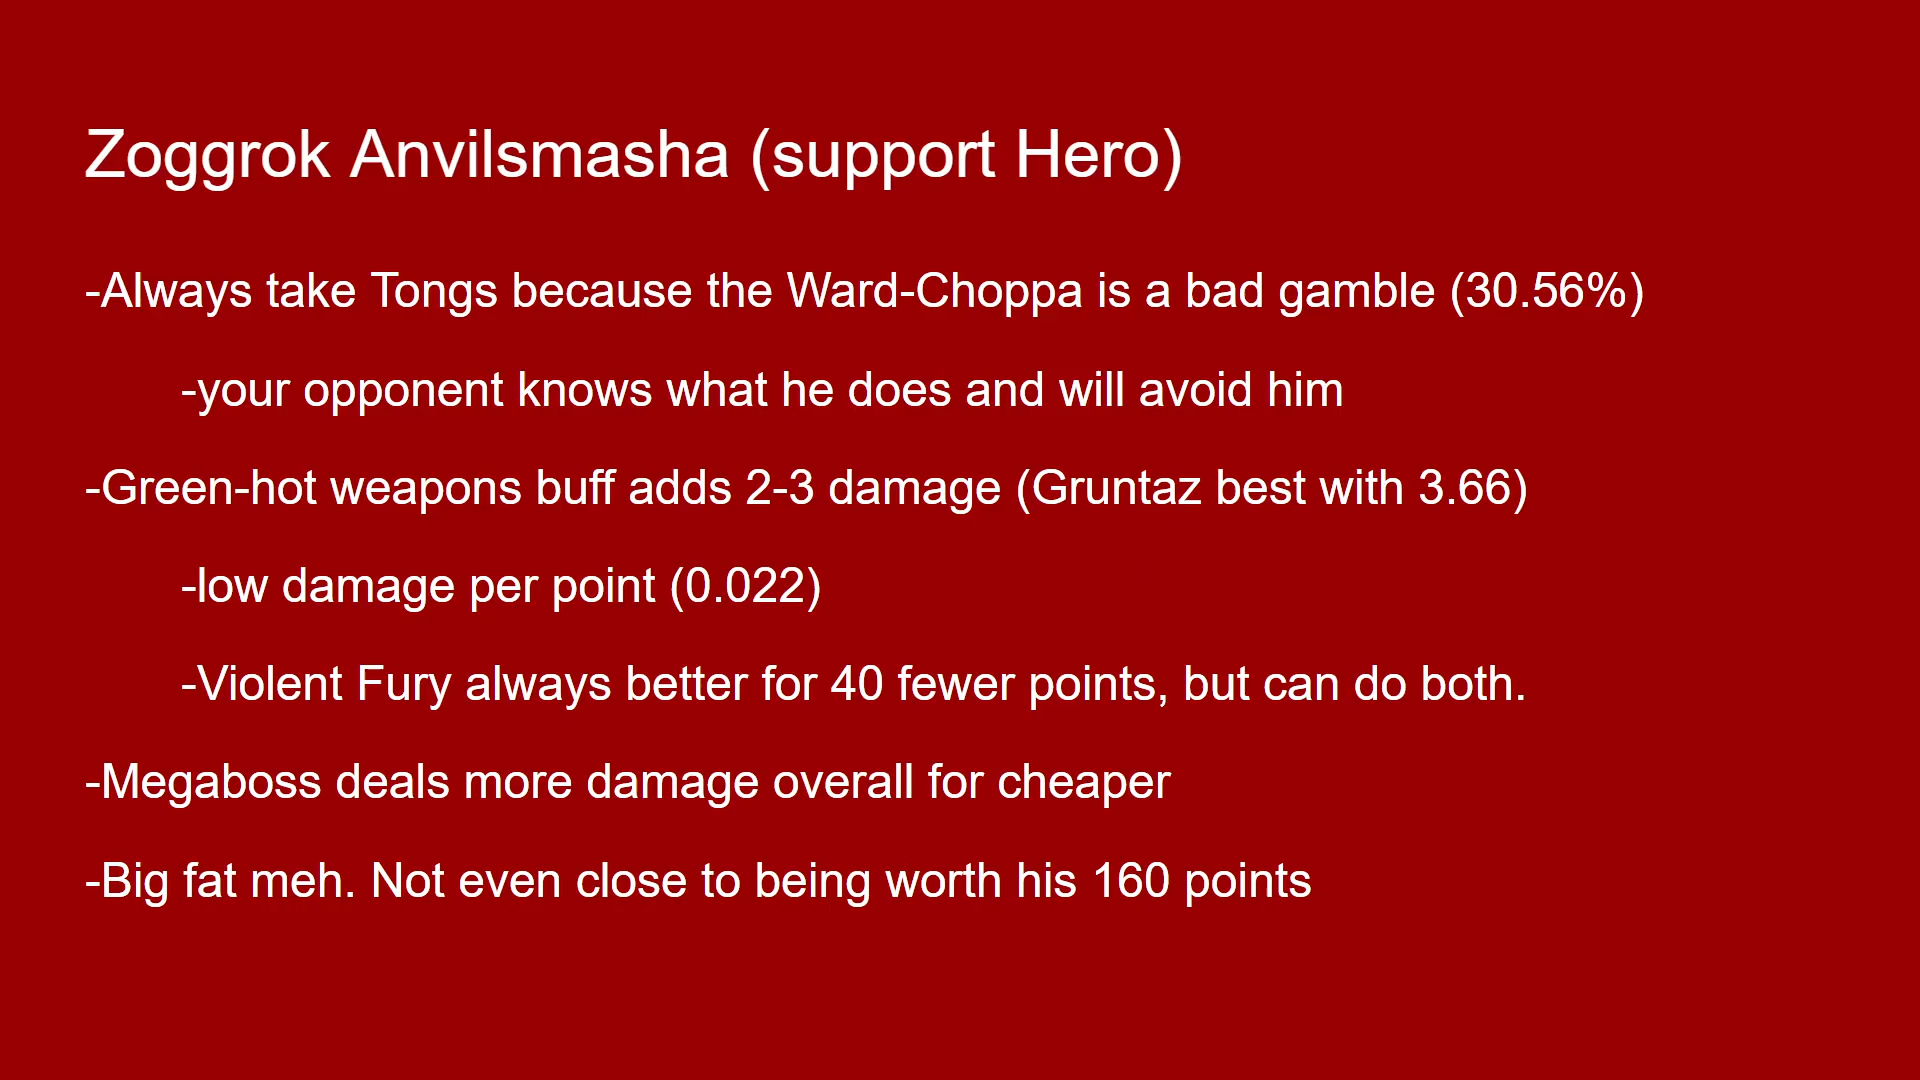 Zoggrok Anvilsmasha (support Hero)
-Always take Tongs because the Ward-Choppa is a bad gamble (30.56%)
-your opponent knows what he does and will avoid him
-Green-hot weapons buff adds 2-3 damage (Gruntaz best with 3.66)
-low damage per point (0.022)
-Violent Fury always better for 40 fewer points, but can do both.
-Megaboss deals more damage overall for cheaper
-Big fat meh. Not even close to being worth his 160 points